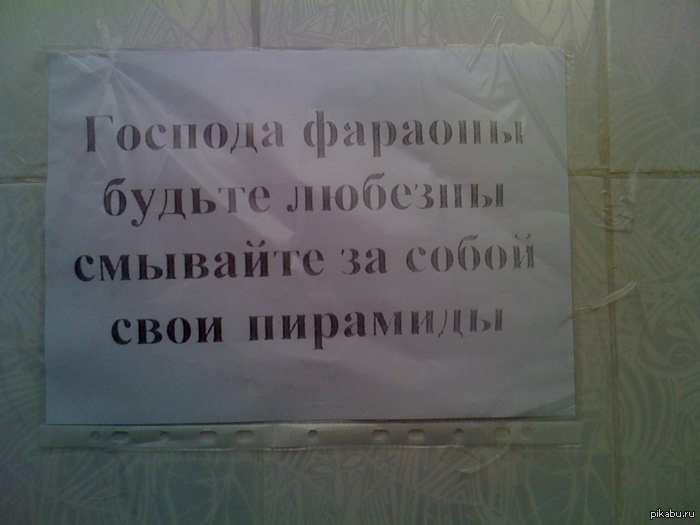 Господа фараоны
будьте любезны
смывайте за собой
свои пирамиды
pikabu.ru